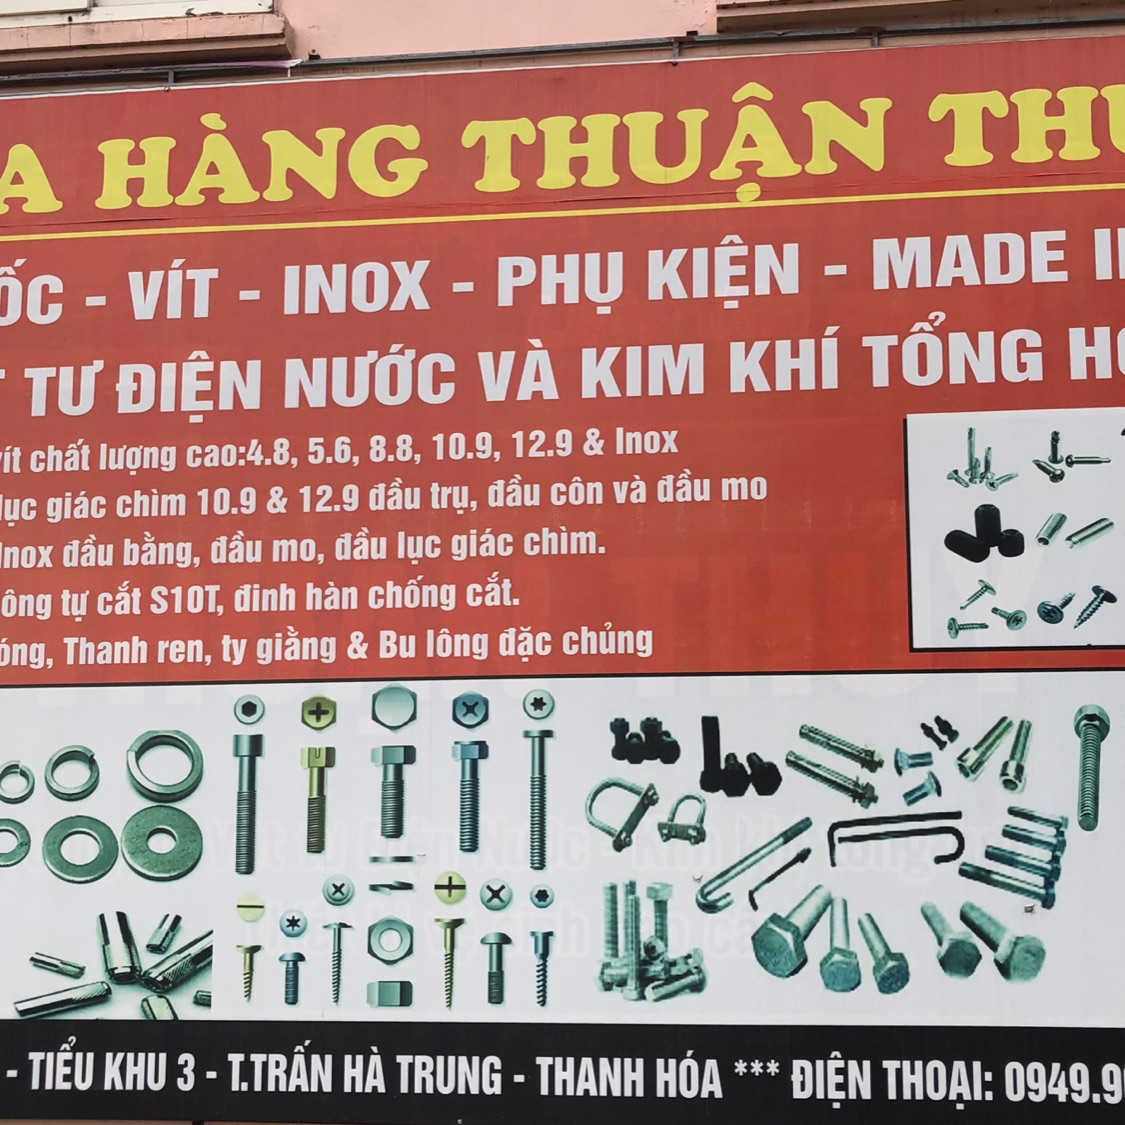 A HÀNG THUẬN THU
ỐC - VÍT - INOX - PHỤ KIỆN - MADE I
T TƯ ĐIỆN NƯỚC VÀ KIM KHÍ TỔNG HỢ
vít chất lượng cao:4.8, 5.6, 8.8, 10.9, 12.9 & Inox
lục giác chìm 10.9 & 12.9 đầu trụ, đầu côn và đầu mo
Inox đầu bằng, đầu mo, đầu lục giác chìm.
ông tự cắt S10T, đinh hàn chống cắt.
óng, Thanh ren, ty giằng & Bu lông đặc chủng
- TIỂU KHU 3 - T.TRẤN HÀ TRUNG - THANH HÓA *** ĐIỆN THOẠI: 0949.9